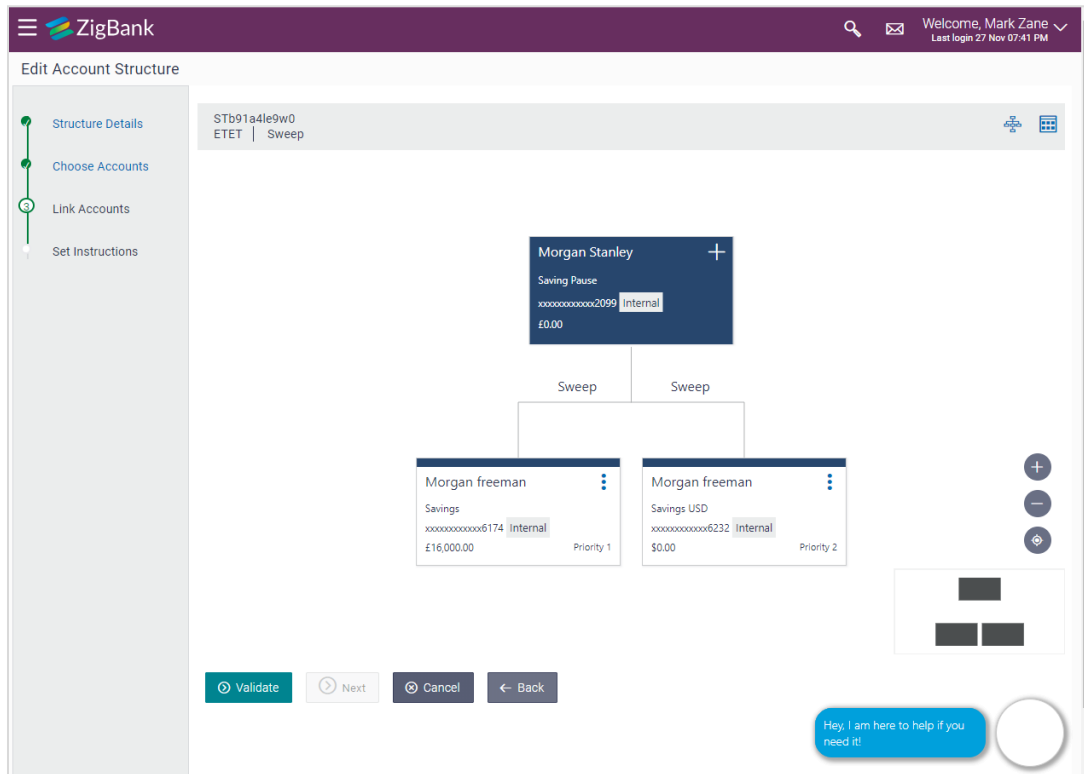 ZigBank
Welcome, Mark Zane
Last login 27 Nov 07:41 PM
Edit Account Structure
Structure Details
Choose Accounts
3
Link Accounts
Set Instructions
STb91a4le9w0
ETET | Sweep
Morgan Stanley
Saving Pause
xxxxxxxxxxxx2099 Internal
£0.00
Sweep Sweep
Morgan freeman
Savings
xxxxxxxxxxxx6174 Internal
£16,000.00 Priority 1
Morgan freeman
Savings USD
xxxxxxxxxxxx6232 Internal
$0.00 Priority 2
Validate Next Cancel Back
Hey, I am here to help if you
need it!